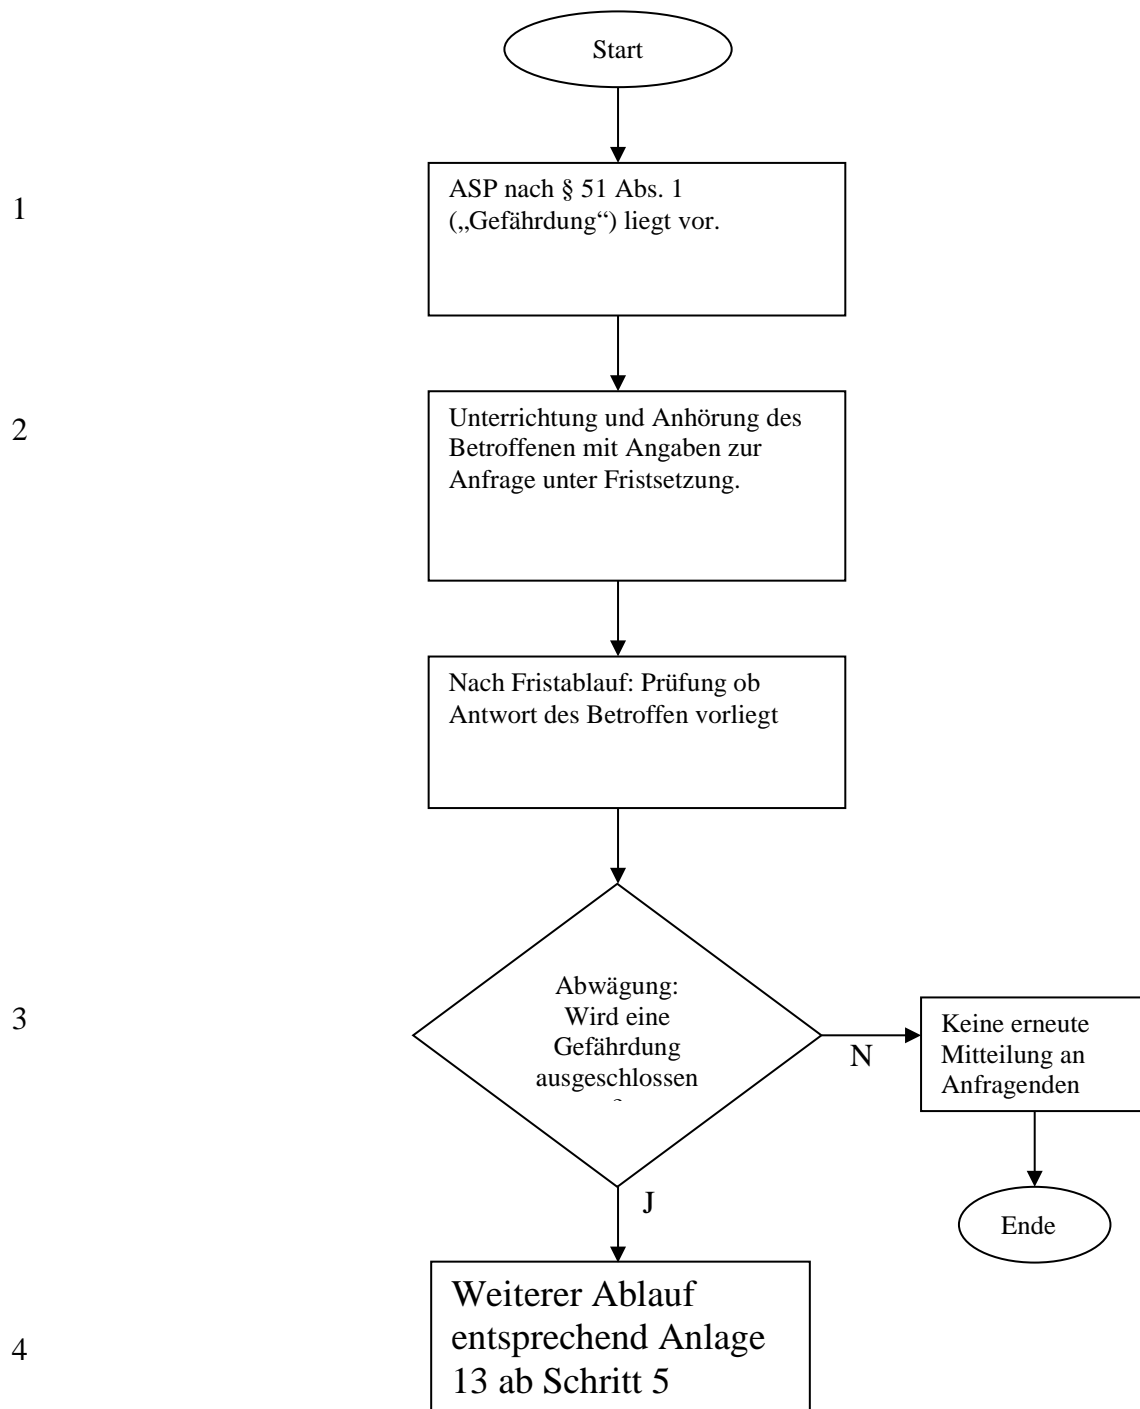 Start
1
ASP nach § 51 Abs. 1
(„Gefährdung“) liegt vor.
2
Unterrichtung und Anhörung des
Betroffenen mit Angaben zur
Anfrage unter Fristsetzung.
Nach Fristablauf: Prüfung ob
Antwort des Betroffen vorliegt
3
Abwägung:
Wird eine
Gefährdung
ausgeschlossen
N
Keine erneute
Mitteilung an
Anfragenden
J
Ende
4
Weiterer Ablauf
entsprechend Anlage
13 ab Schritt 5